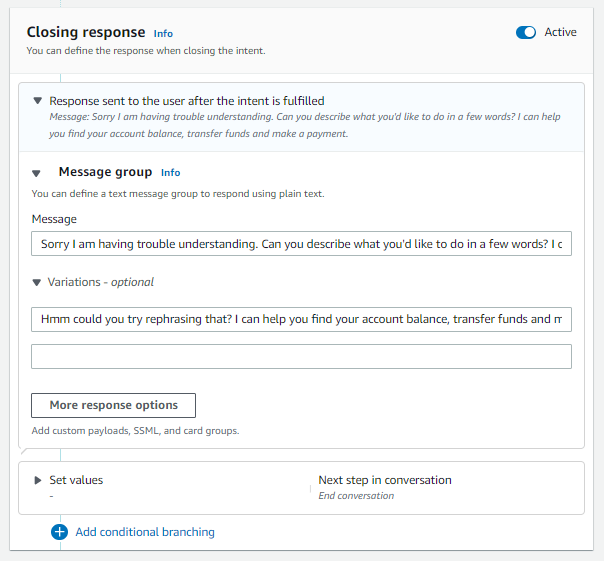 Closing response Info
Active
You can define the response when closing the intent.
Response sent to the user after the intent is fulfilled
Message: Sorry I am having trouble understanding. Can you describe what you'd like to do in a few words? I can help
you find your account balance, transfer funds and make a payment.
Message group Info
You can define a text message group to respond using plain text.
Message
Sorry I am having trouble understanding. Can you describe what you'd like to do in a few words? I c
Variations - optional
Hmm could you try rephrasing that? I can help you find your account balance, transfer funds and m
More response options
Add custom payloads, SSML, and card groups.
Set values
-
Next step in conversation
End conversation
Add conditional branching